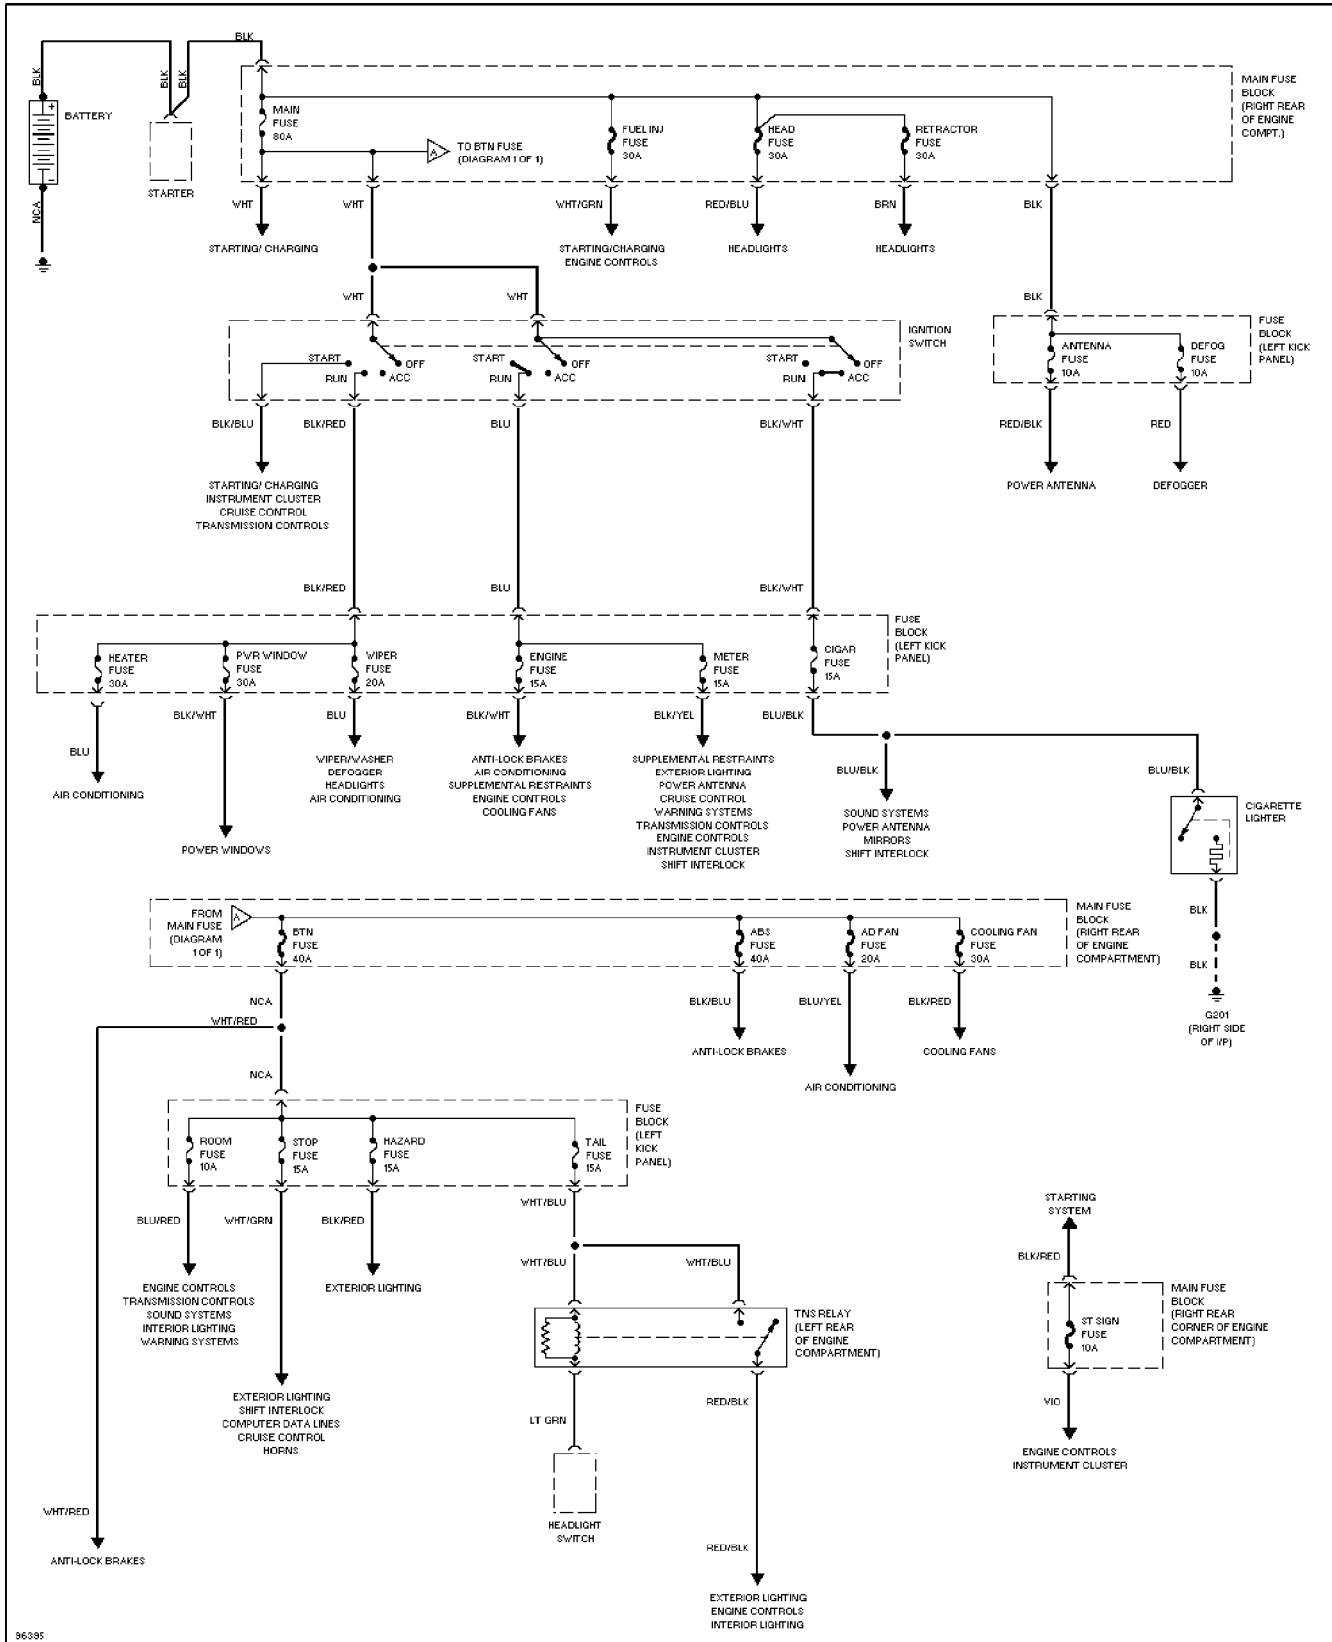 BLK
BLK
BLK
BLK
BATTERY
NCA
STARTER
MAIN
FUSE
80A
TO BTN FUSE
(DIAGRAM 1 OF 1)
A
FUEL INJ
FUSE
30A
HEAD
FUSE
30A
RETRACTOR
FUSE
30A
MAIN FUSE
BLOCK
(RIGHT REAR
OF ENGINE
COMPT.)
WHT
WHT
WHT/GRN
RED/BLU
BRN
BLK
STARTING/ CHARGING
STARTING/CHARGING
ENGINE CONTROLS
HEADLIGHTS
HEADLIGHTS
WHT
WHT
BLK
IGNITION
SWITCH
START
OFF
RUN
ACC
START
OFF
RUN
ACC
START
OFF
RUN
ACC
ANTENNA
FUSE
10A
DEFOG
FUSE
10A
FUSE
BLOCK
(LEFT KICK
PANEL)
BLK/BLU
BLK/RED
BLU
BLK/WHT
RED/BLK
RED
STARTING/ CHARGING
INSTRUMENT CLUSTER
CRUISE CONTROL
TRANSMISSION CONTROLS
POWER ANTENNA
DEFOGGER
BLK/RED
BLU
BLK/WHT
HEATER
FUSE
30A
PWR WINDOW
FUSE
30A
WIPER
FUSE
20A
ENGINE
FUSE
15A
METER
FUSE
15A
CIGAR
FUSE
15A
FUSE
BLOCK
(LEFT KICK
PANEL)
BLK/WHT
BLU
BLK/WHT
BLK/YEL
BLU/BLK
BLU
AIR CONDITIONING
POWER WINDOWS
WIPER/WASHER
DEFOGGER
HEADLIGHTS
AIR CONDITIONING
ANTI-LOCK BRAKES
AIR CONDITIONING
SUPPLEMENTAL RESTRAINTS
ENGINE CONTROLS
COOLING FANS
SUPPLEMENTAL RESTRAINTS
EXTERIOR LIGHTING
POWER ANTENNA
CRUISE CONTROL
WARNING SYSTEMS
TRANSMISSION CONTROLS
ENGINE CONTROLS
INSTRUMENT CLUSTER
SHIFT INTERLOCK
BLU/BLK
BLU/BLK
SOUND SYSTEMS
POWER ANTENNA
MIRRORS
SHIFT INTERLOCK
CIGARETTE
LIGHTER
BLK
BLK
G201
(RIGHT SIDE
OF I/P)
FROM
MAIN FUSE
(DIAGRAM
1 OF 1)
A
BTN
FUSE
40A
ABS
FUSE
40A
AD FAN
FUSE
20A
COOLING FAN
FUSE
30A
MAIN FUSE
BLOCK
(RIGHT REAR
OF ENGINE
COMPARTMENT)
NCA
BLK/BLU
BLU/YEL
BLK/RED
WHT/RED
ANTI-LOCK BRAKES
COOLING FANS
AIR CONDITIONING
NCA
ROOM
FUSE
10A
STOP
FUSE
15A
HAZARD
FUSE
15A
TAIL
FUSE
15A
FUSE
BLOCK
(LEFT
KICK
PANEL)
BLU/RED
WHT/GRN
BLK/RED
WHT/BLU
WHT/BLU
WHT/BLU
ENGINE CONTROLS
TRANSMISSION CONTROLS
SOUND SYSTEMS
INTERIOR LIGHTING
WARNING SYSTEMS
EXTERIOR LIGHTING
TNS RELAY
(LEFT REAR
OF ENGINE
COMPARTMENT)
EXTERIOR LIGHTING
SHIFT INTERLOCK
COMPUTER DATA LINES
CRUISE CONTROL
HORNS
LT GRN
RED/BLK
HEADLIGHT
SWITCH
RED/BLK
EXTERIOR LIGHTING
ENGINE CONTROLS
INTERIOR LIGHTING
STARTING
SYSTEM
BLK/RED
ST SIGN
FUSE
10A
MAIN FUSE
BLOCK
(RIGHT REAR
CORNER OF ENGINE
COMPARTMENT)
VIO
ENGINE CONTROLS
INSTRUMENT CLUSTER
WHT/RED
ANTI-LOCK BRAKES
96395